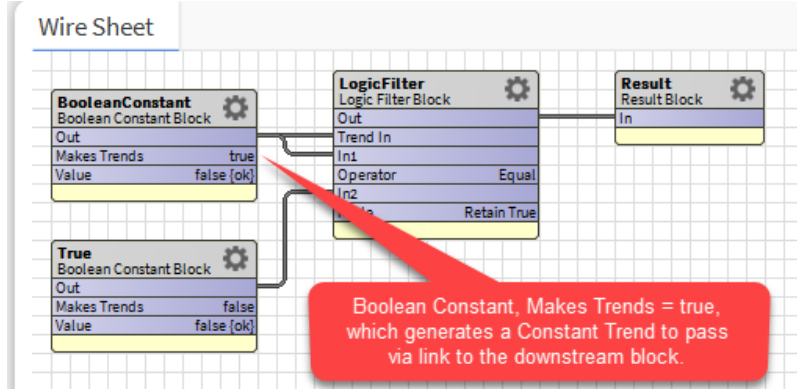 Wire Sheet
BooleanConstant
Boolean Constant Block
Out
Makes Trends true
Value false {ok}
LogicFilter
Logic Filter Block
Out
Trend In
In1
Operator Equal
In2
Retain True
Result
Result Block
In
True
Boolean Constant Block
Out
Makes Trends false
Value false {ok}
Boolean Constant, Makes Trends = true,
which generates a Constant Trend to pass
via link to the downstream block.